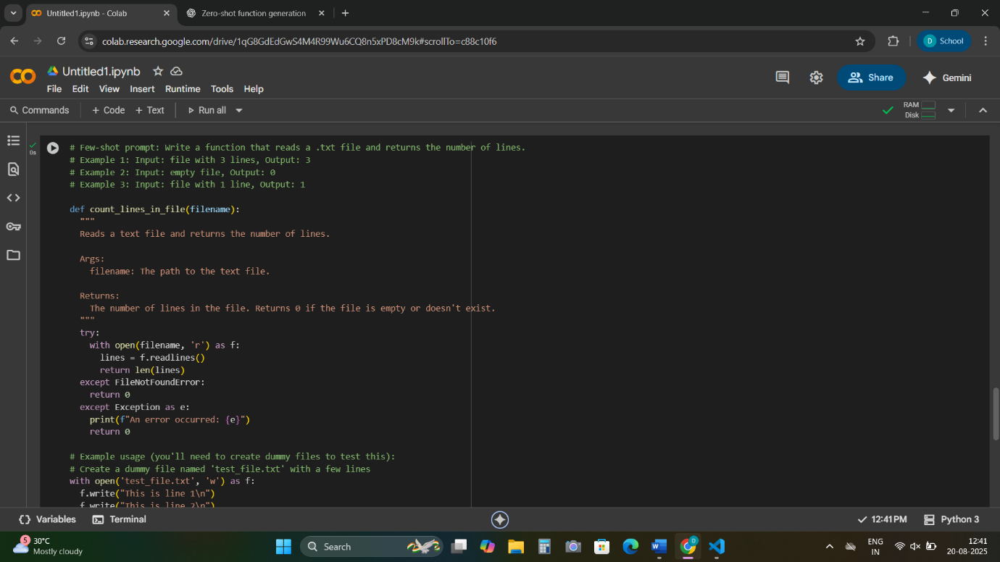 Untitled1.ipynb - Colab
Zero-shot function generation
colab.research.google.com/drive/1qG8GdEdGwS4M4R99Wu6CQ8n5xPD8cM9k#scrollTo=c88c10f6
D School
CO Untitled1.ipynb
File Edit View Insert Runtime Tools Help
Share
Gemini
Commands + Code + Text Run all
RAM
Disk
0s
# Few-shot prompt: Write a function that reads a .txt file and returns the number of lines.
# Example 1: Input: file with 3 lines, Output: 3
# Example 2: Input: empty file, Output: 0
# Example 3: Input: file with 1 line, Output: 1
def count_lines_in_file(filename):
"""
Reads a text file and returns the number of lines.
Args:
filename: The path to the text file.
Returns:
The number of lines in the file. Returns 0 if the file is empty or doesn't exist.
"""
try:
with open(filename, 'r') as f:
lines = f.readlines()
return len(lines)
except FileNotFoundError:
return 0
except Exception as e:
print(f"An error occurred: {e}")
return 0
# Example usage (you'll need to create dummy files to test this):
# Create a dummy file named 'test_file.txt' with a few lines
with open('test_file.txt', 'w') as f:
f.write("This is line 1\n")
f.write("This is line 2\n")
{} Variables Terminal
12:41 PM Python 3
5
30°C
Mostly cloudy
Search
D
ENG
IN
12:41
20-08-2025